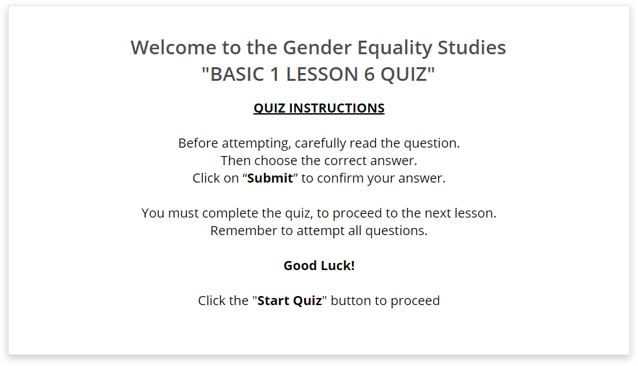 Welcome to the Gender Equality Studies
"BASIC 1 LESSON 6 QUIZ"
QUIZ INSTRUCTIONS
Before attempting, carefully read the question.
Then choose the correct answer.
Click on “Submit” to confirm your answer.
You must complete the quiz, to proceed to the next lesson.
Remember to attempt all questions.
Good Luck!
Click the "Start Quiz" button to proceed